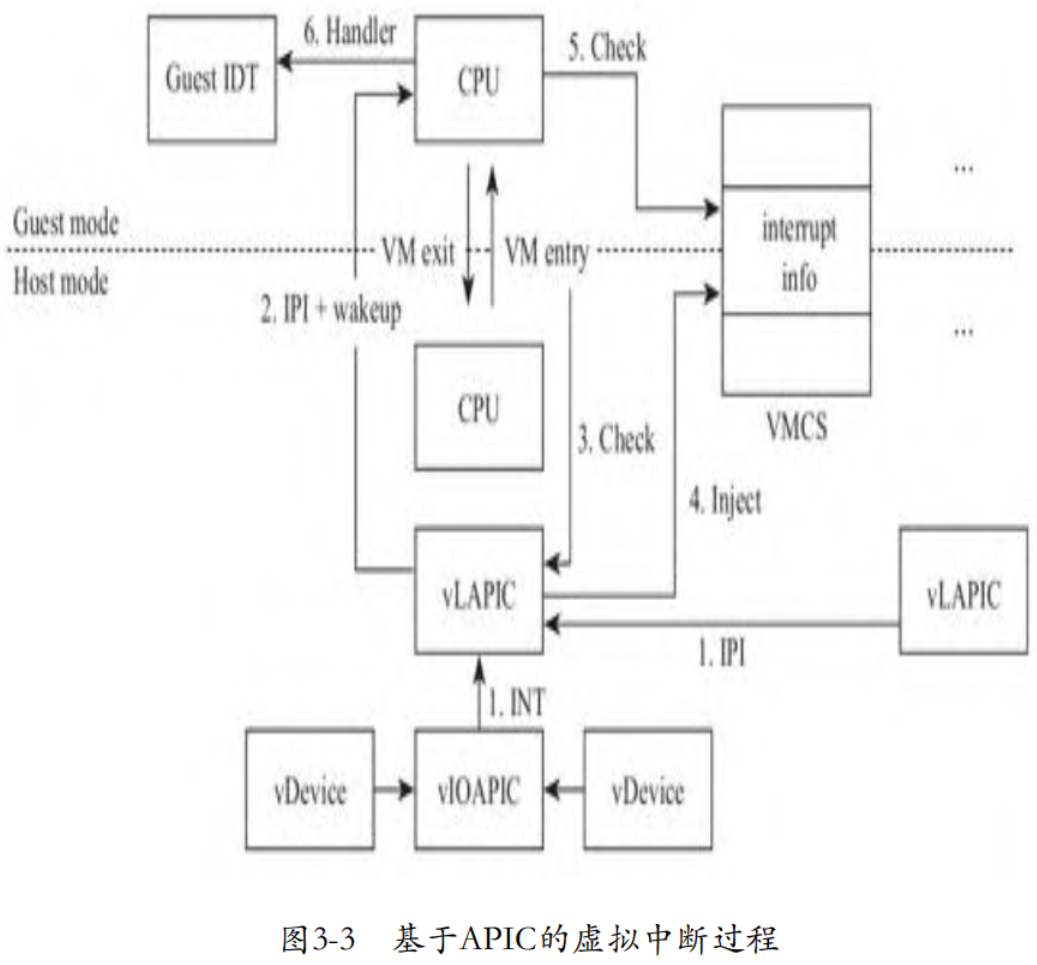 6. Handler
5. Check
Guest IDT
CPU
...
Guest mode
interrupt
VM exit
VM entry
Host mode
info
2. IPI + wakeup
...
CPU
VMCS
3. Check
4. Inject
vLAPIC
vLAPIC
1. IPI
1. INT
vDevice
vIOAPIC
vDevice
图3-3 基于APIC的虚拟中断过程